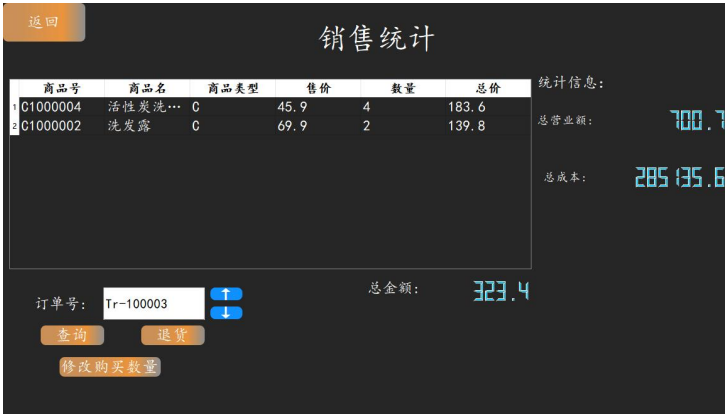 返回
销售统计
商品号 商品名 商品类型 售价 数量 总价
1 C1000004 活性炭洗… C 45.9 4 183.6
2 C1000002 洗发露 C 69.9 2 139.8
统计信息:
总营业额: 700.7
总成本: 285135.6
总金额: 323.4
订单号: Tr-100003
查询 退货
修改购买数量